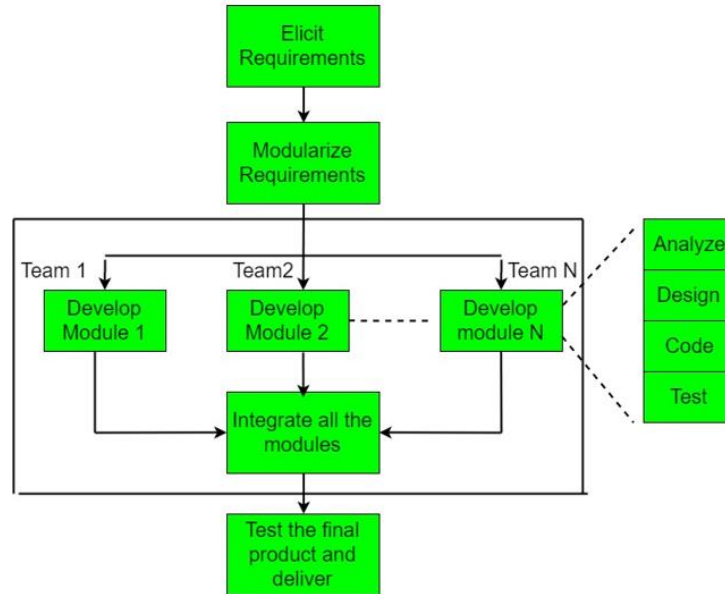 Elicit
Requirements
Modularize
Requirements
Team 1
Team2
Team N
Develop
Module 1
Develop
Module 2
Develop
module N
Analyze
Design
Code
Test
Integrate all the
modules
Test the final
product and
deliver